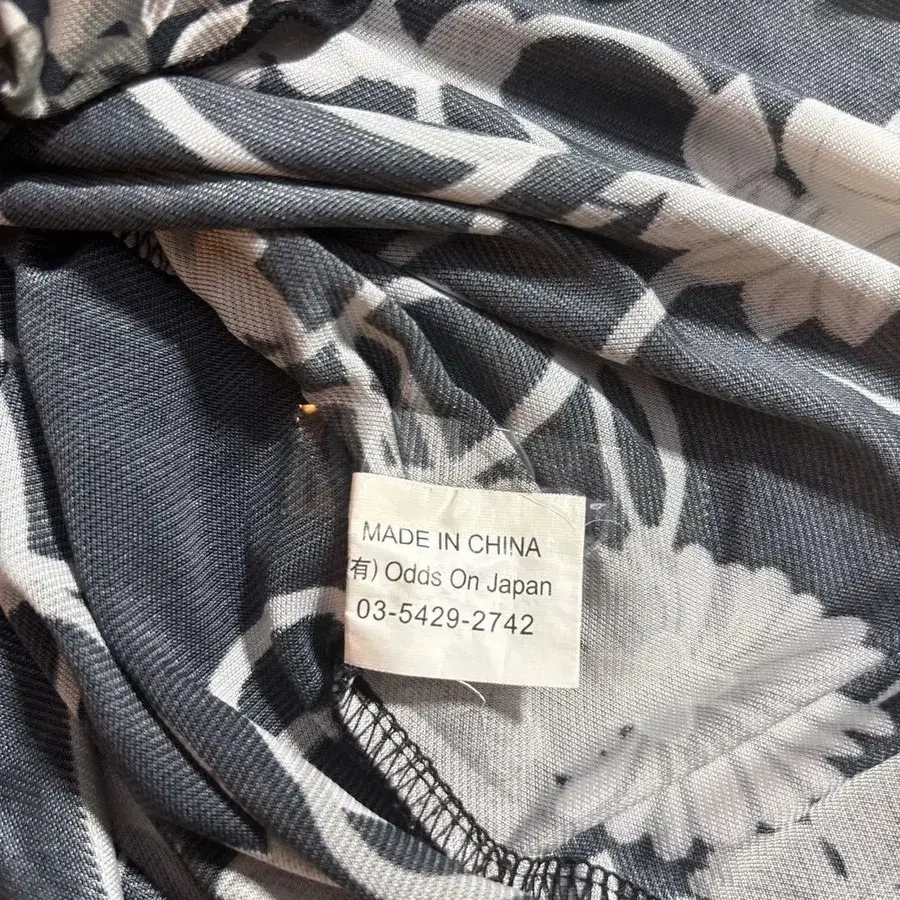 MADE IN CHINA
有) Odds On Japan
03-5429-2742